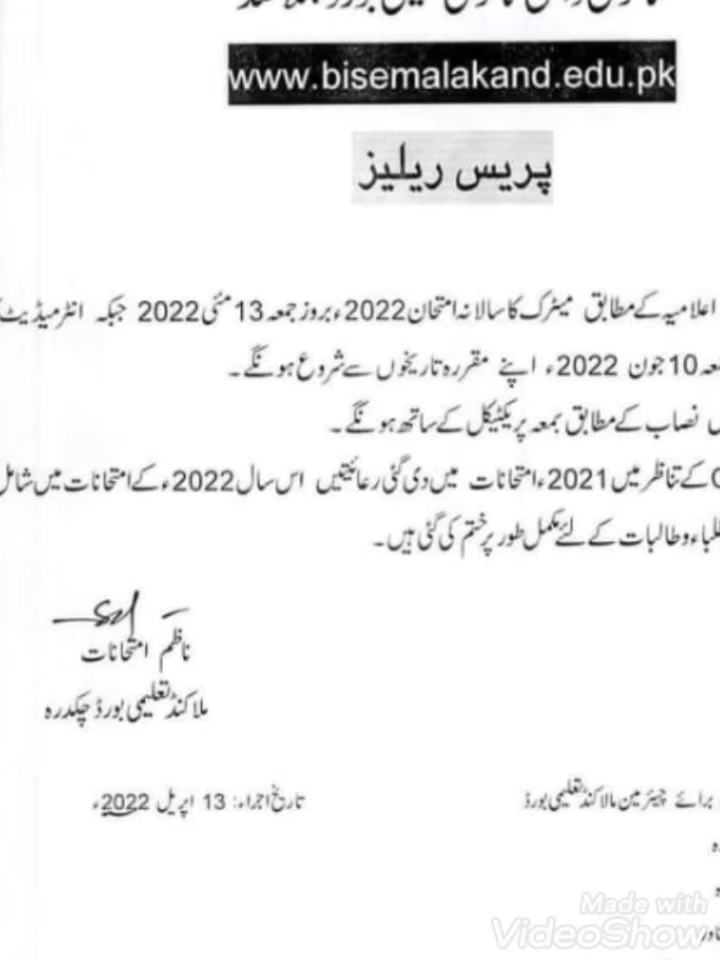 www.bisemalakand.edu.pk
پریس ریلیز
اعلامیہ کے مطابق میٹرک کا سالانہ امتحان 2022ء بروز جمعہ 13 مئی 2022 جبکہ انٹرمیڈیٹ
10 جون 2022ء اپنے مقررہ تاریخوں سے شروع ہونگے۔
نصاب کے مطابق بمعہ پریکٹیکل کے ساتھ ہونگے۔
کے تناظر میں 2021ء امتحانات میں دی گئی رعائیتیں اس سال 2022ء کے امتحانات میں شامل
طلباء و طالبات کے لئے مکمل طور پر ختم کی گئی ہیں۔
ناظم امتحانات
ملاکنڈ تعلیمی بورڈ چکدرہ
تاریخ اجراء: 13 اپریل 2022ء
برائے چیئرمین مالاکنڈ تعلیمی بورڈ
Made with
VideoShow